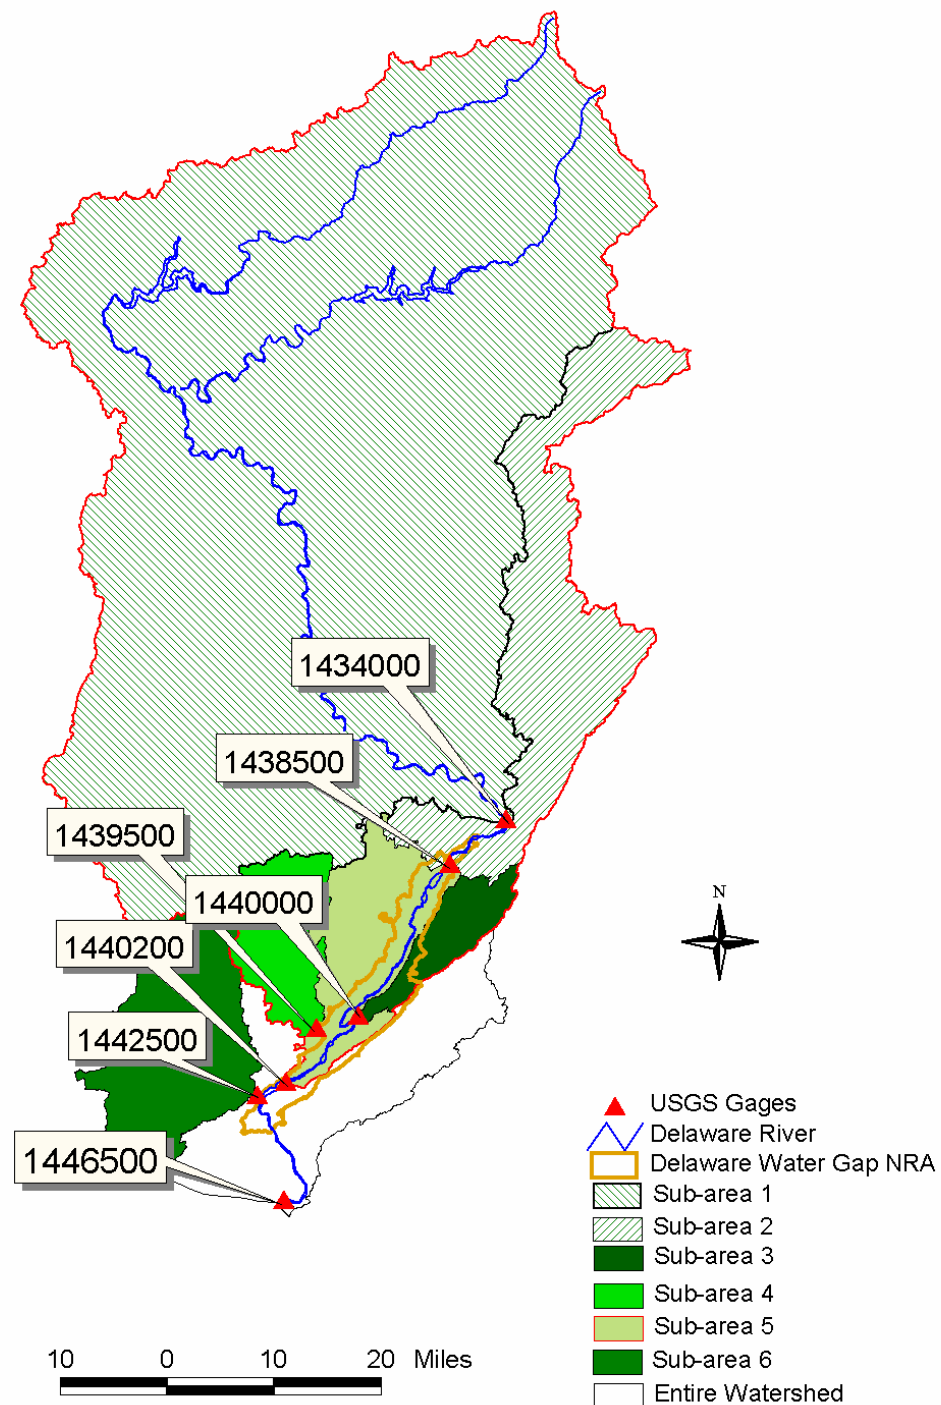 1434000
1438500
1439500
1440000
N
1440200
1442500
USGS Gages
Delaware River
1446500
Delaware Water Gap NRA
Sub-area 1
Sub-area 2
Sub-area 3
Sub-area 4
Sub-area 5
Sub-area 6
Entire Watershed
10 0 10 20 Miles